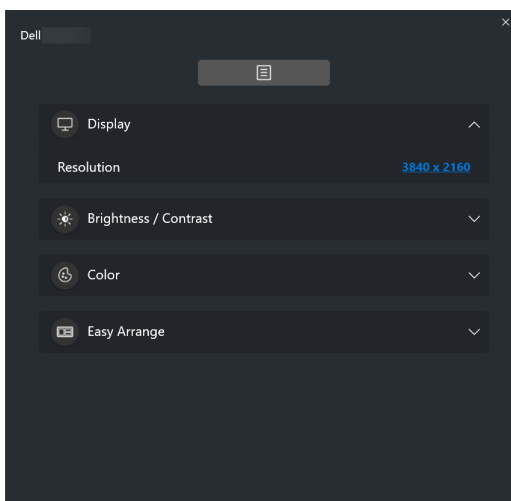 Dell
Display
Resolution 3840 x 2160
Brightness / Contrast
Color
Easy Arrange